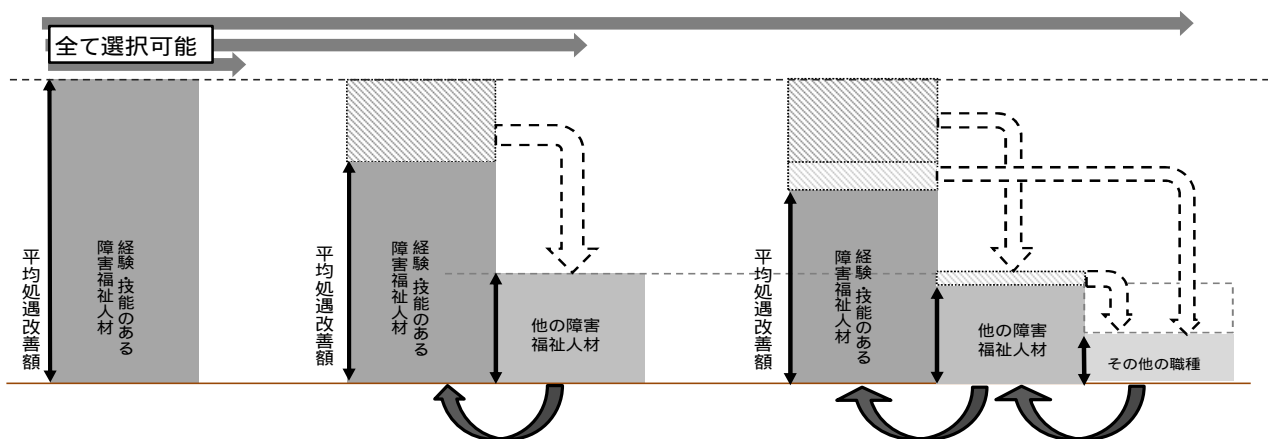 全て選択可能
平均処遇改善額
経験・技能のある
障害福祉人材
平均処遇改善額
経験・技能のある
障害福祉人材
他の障害
福祉人材
平均処遇改善額
経験・技能のある
障害福祉人材
他の障害
福祉人材
その他の職種